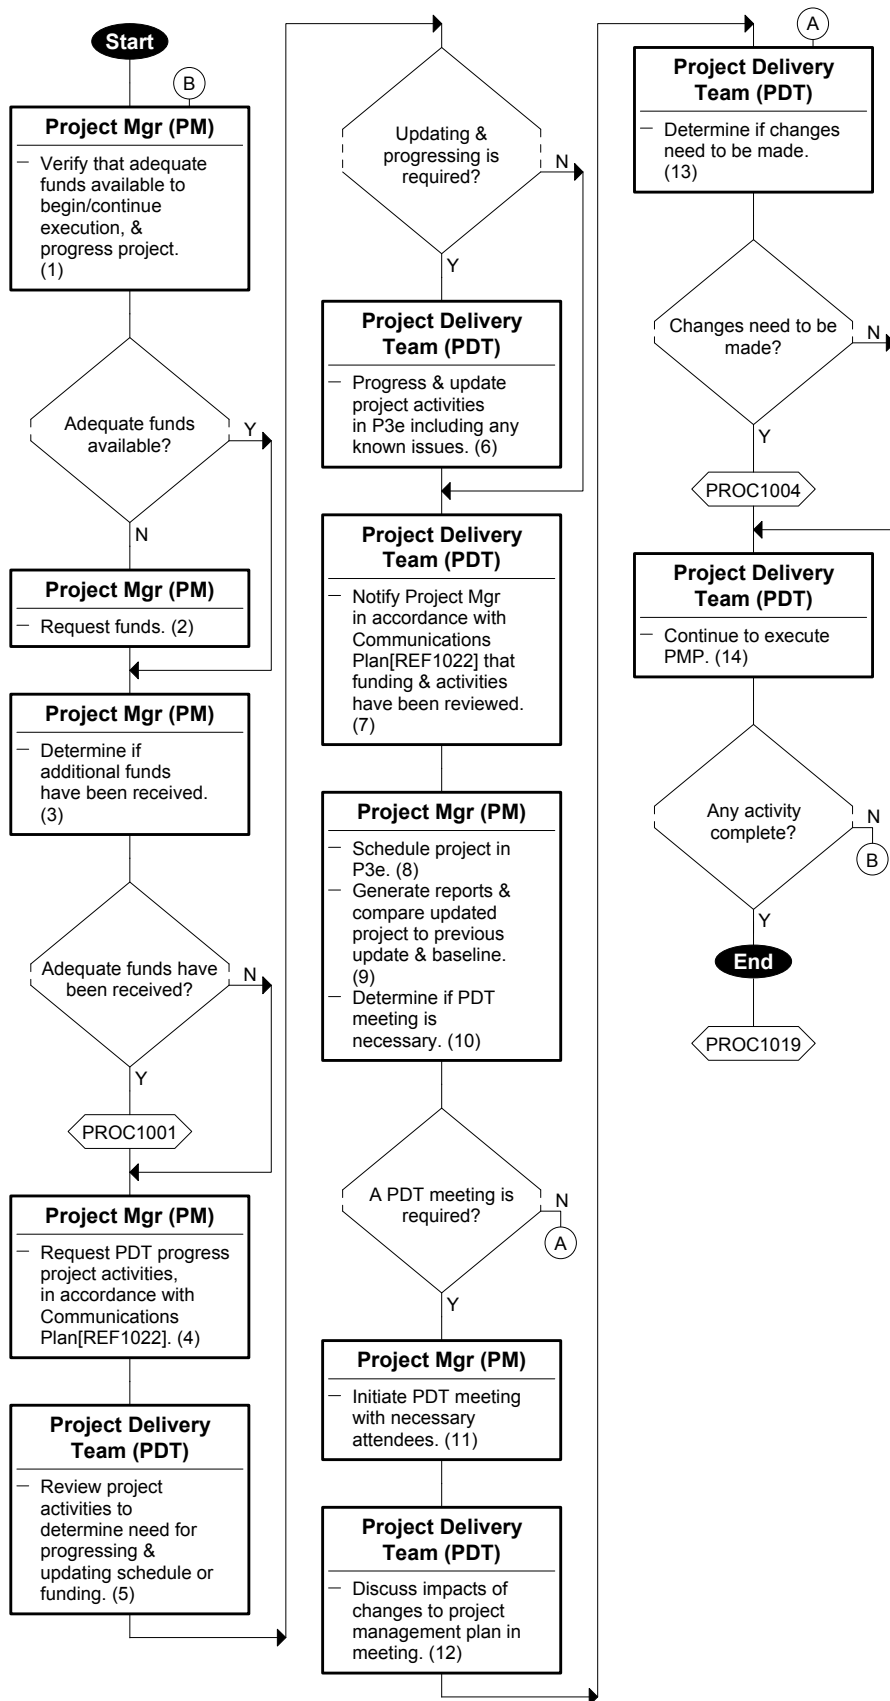 Start
B
Project Mgr (PM)
— Verify that adequate
funds available to
begin/continue
execution, &
progress project.
(1)
Adequate funds
available?
Y
N
Project Mgr (PM)
— Request funds. (2)
Project Mgr (PM)
— Determine if
additional funds
have been received.
(3)
Adequate funds have
been received?
N
Y
PROC1001
Project Mgr (PM)
— Request PDT progress
project activities,
in accordance with
Communications
Plan[REF1022]. (4)
Project Delivery
Team (PDT)
— Review project
activities to
determine need for
progressing &
updating schedule or
funding. (5)
Updating &
progressing is
required?
N
Y
Project Delivery
Team (PDT)
— Progress & update
project activities
in P3e including any
known issues. (6)
Project Delivery
Team (PDT)
— Notify Project Mgr
in accordance with
Communications
Plan[REF1022] that
funding & activities
have been reviewed.
(7)
Project Mgr (PM)
— Schedule project in
P3e. (8)
— Generate reports &
compare updated
project to previous
update & baseline.
(9)
— Determine if PDT
meeting is
necessary. (10)
A PDT meeting is
required?
N
A
Y
Project Mgr (PM)
— Initiate PDT meeting
with necessary
attendees. (11)
Project Delivery
Team (PDT)
— Discuss impacts of
changes to project
management plan in
meeting. (12)
A
Project Delivery
Team (PDT)
— Determine if changes
need to be made.
(13)
Changes need to be
made?
N
Y
PROC1004
Project Delivery
Team (PDT)
— Continue to execute
PMP. (14)
Any activity
complete?
N
B
Y
End
PROC1019